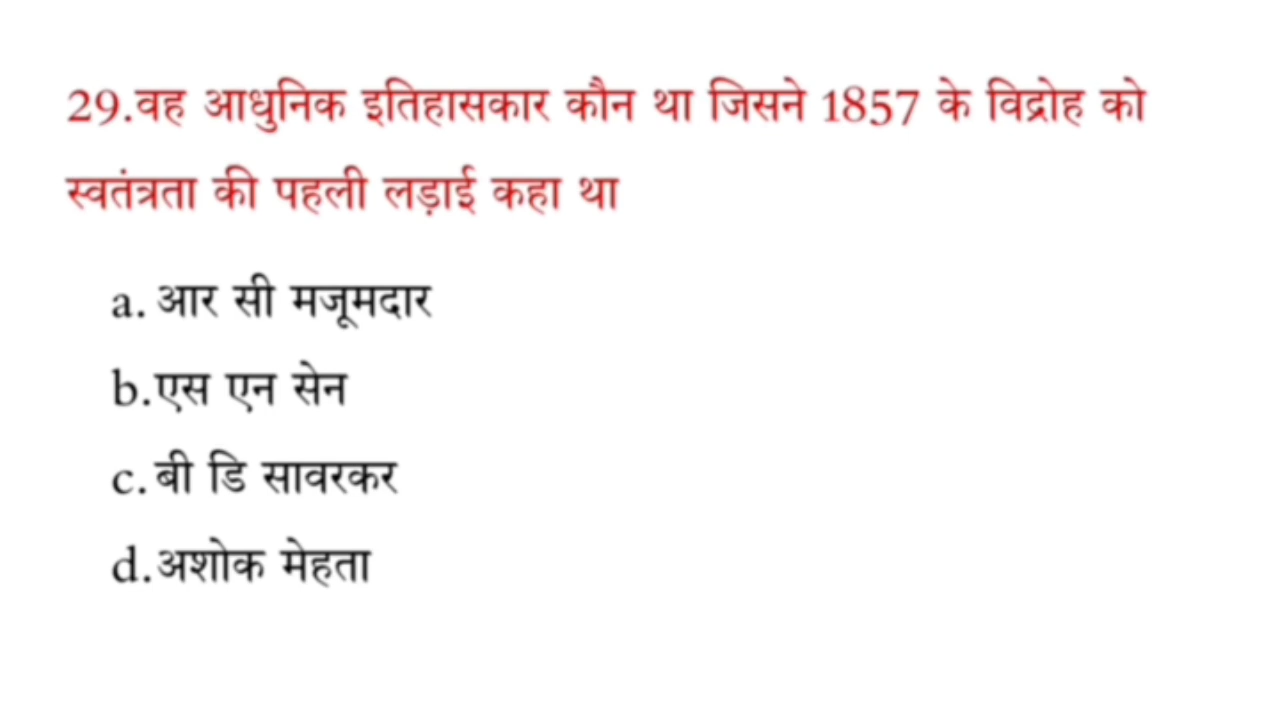 29.वह आधुनिक इतिहासकार कौन था जिसने 1857 के विद्रोह को
स्वतंत्रता की पहली लड़ाई कहा था
a. आर सी मजूमदार
b.एस एन सेन
c. बी डि सावरकर
d.अशोक मेहता